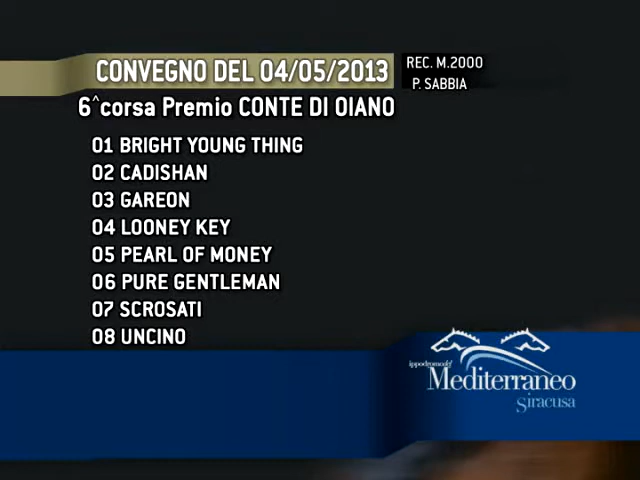 CONVEGNO DEL 04/05/2013
REC. M.2000
P. SABBIA
6^corsa Premio CONTE DI OIANO
01 BRIGHT YOUNG THING
02 CADISHAN
03 GAREON
04 LOONEY KEY
05 PEARL OF MONEY
06 PURE GENTLEMAN
07 SCROSATI
08 UNCINO
Mediterraneo
Siracusa